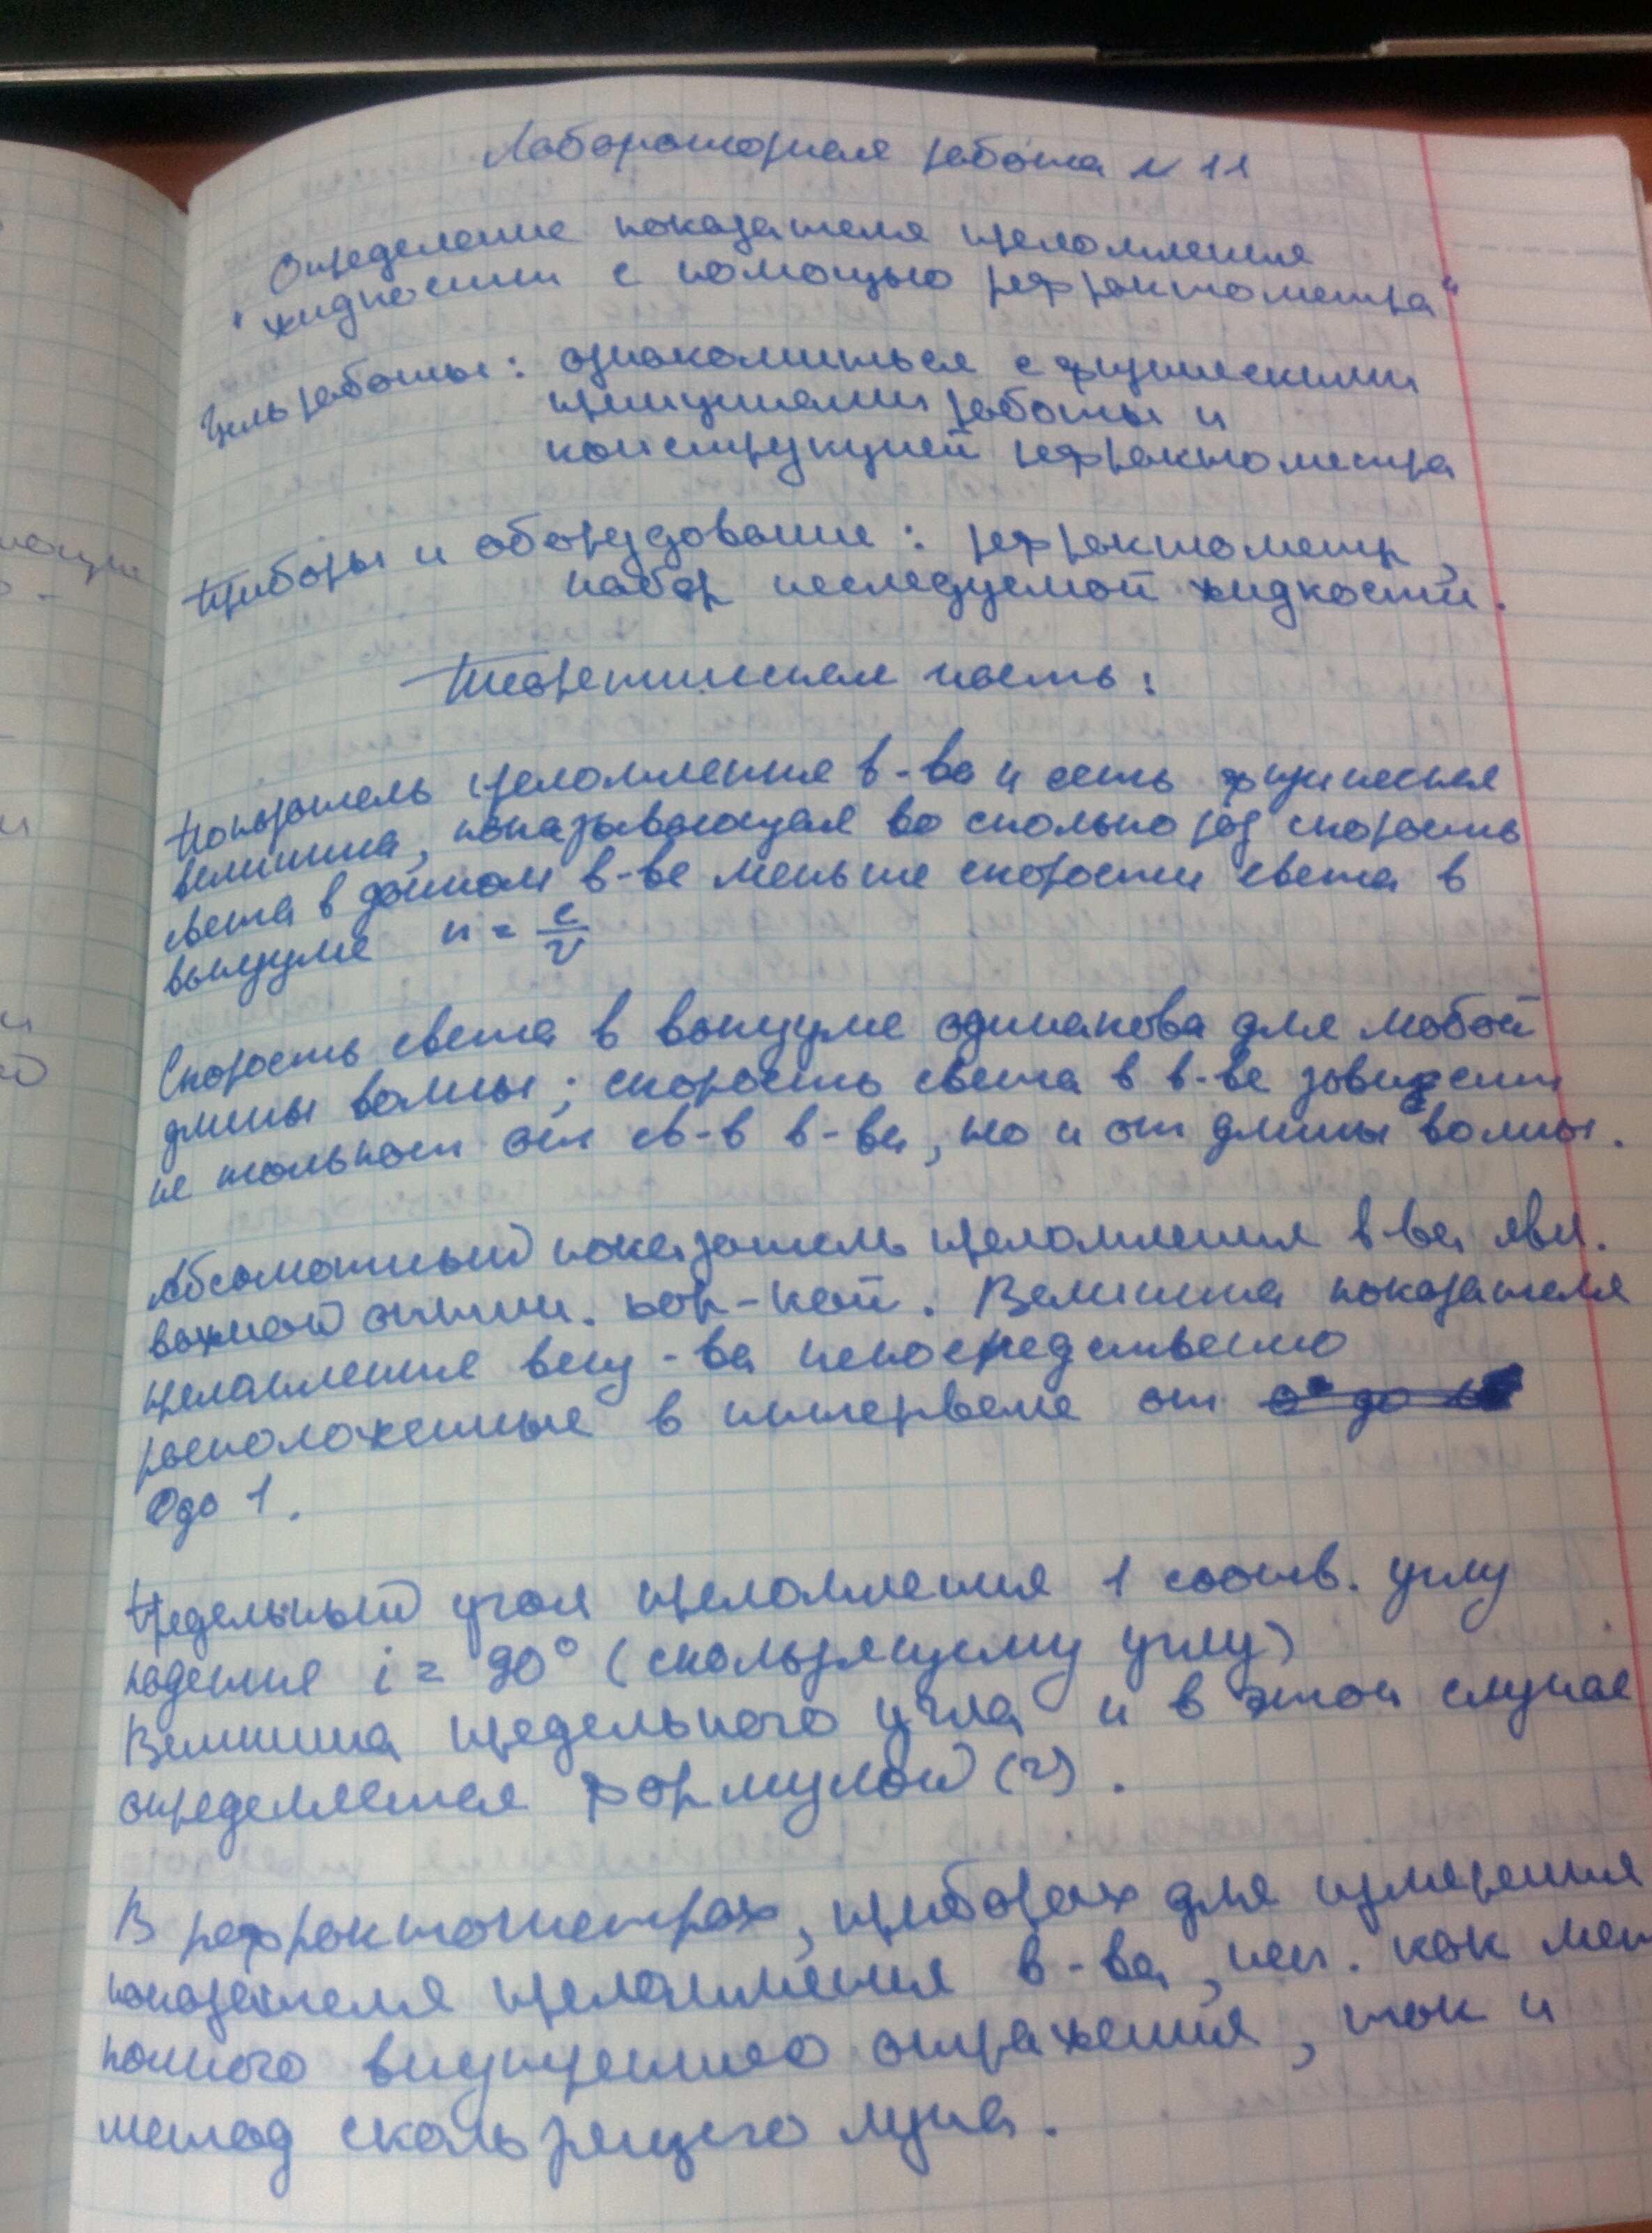 Лабораторная работа № 11
Определение показателя преломления
"жидкости с помощью рефрактометра"
Цель работы: ознакомиться с физическими
принципами работы и
конструкцией рефрактометра
Приборы и оборудование: рефрактометр,
набор исследуемой жидкости.
Теоретическая часть:
Показатель преломления в-ва и есть физическая
величина, показывающая во сколько раз скорость
света в данном в-ве меньше скорости света в
вакууме n = c/v
Скорость света в вакууме одинакова для любой
длины волны; скорость света в в-ве зависит
не только от св-в в-ва, но и от длины волны.
Абсолютный показатель преломления в-ва явл.
важной оптич. хар-кой. Величина показателя
преломления вещ-ва непосредственно
расположенные в интервале от
0 до 1.
Предельный угол преломления 1 соотв. углу
падения i = 90° (скользящему углу)
Величина предельного угла и в этом случае
определяется формулой (2).
В рефрактометрах, приборах для измерения
показателя преломления в-ва, исп. как мет
полного внутреннего отражения, так и
метод скользящего луча.